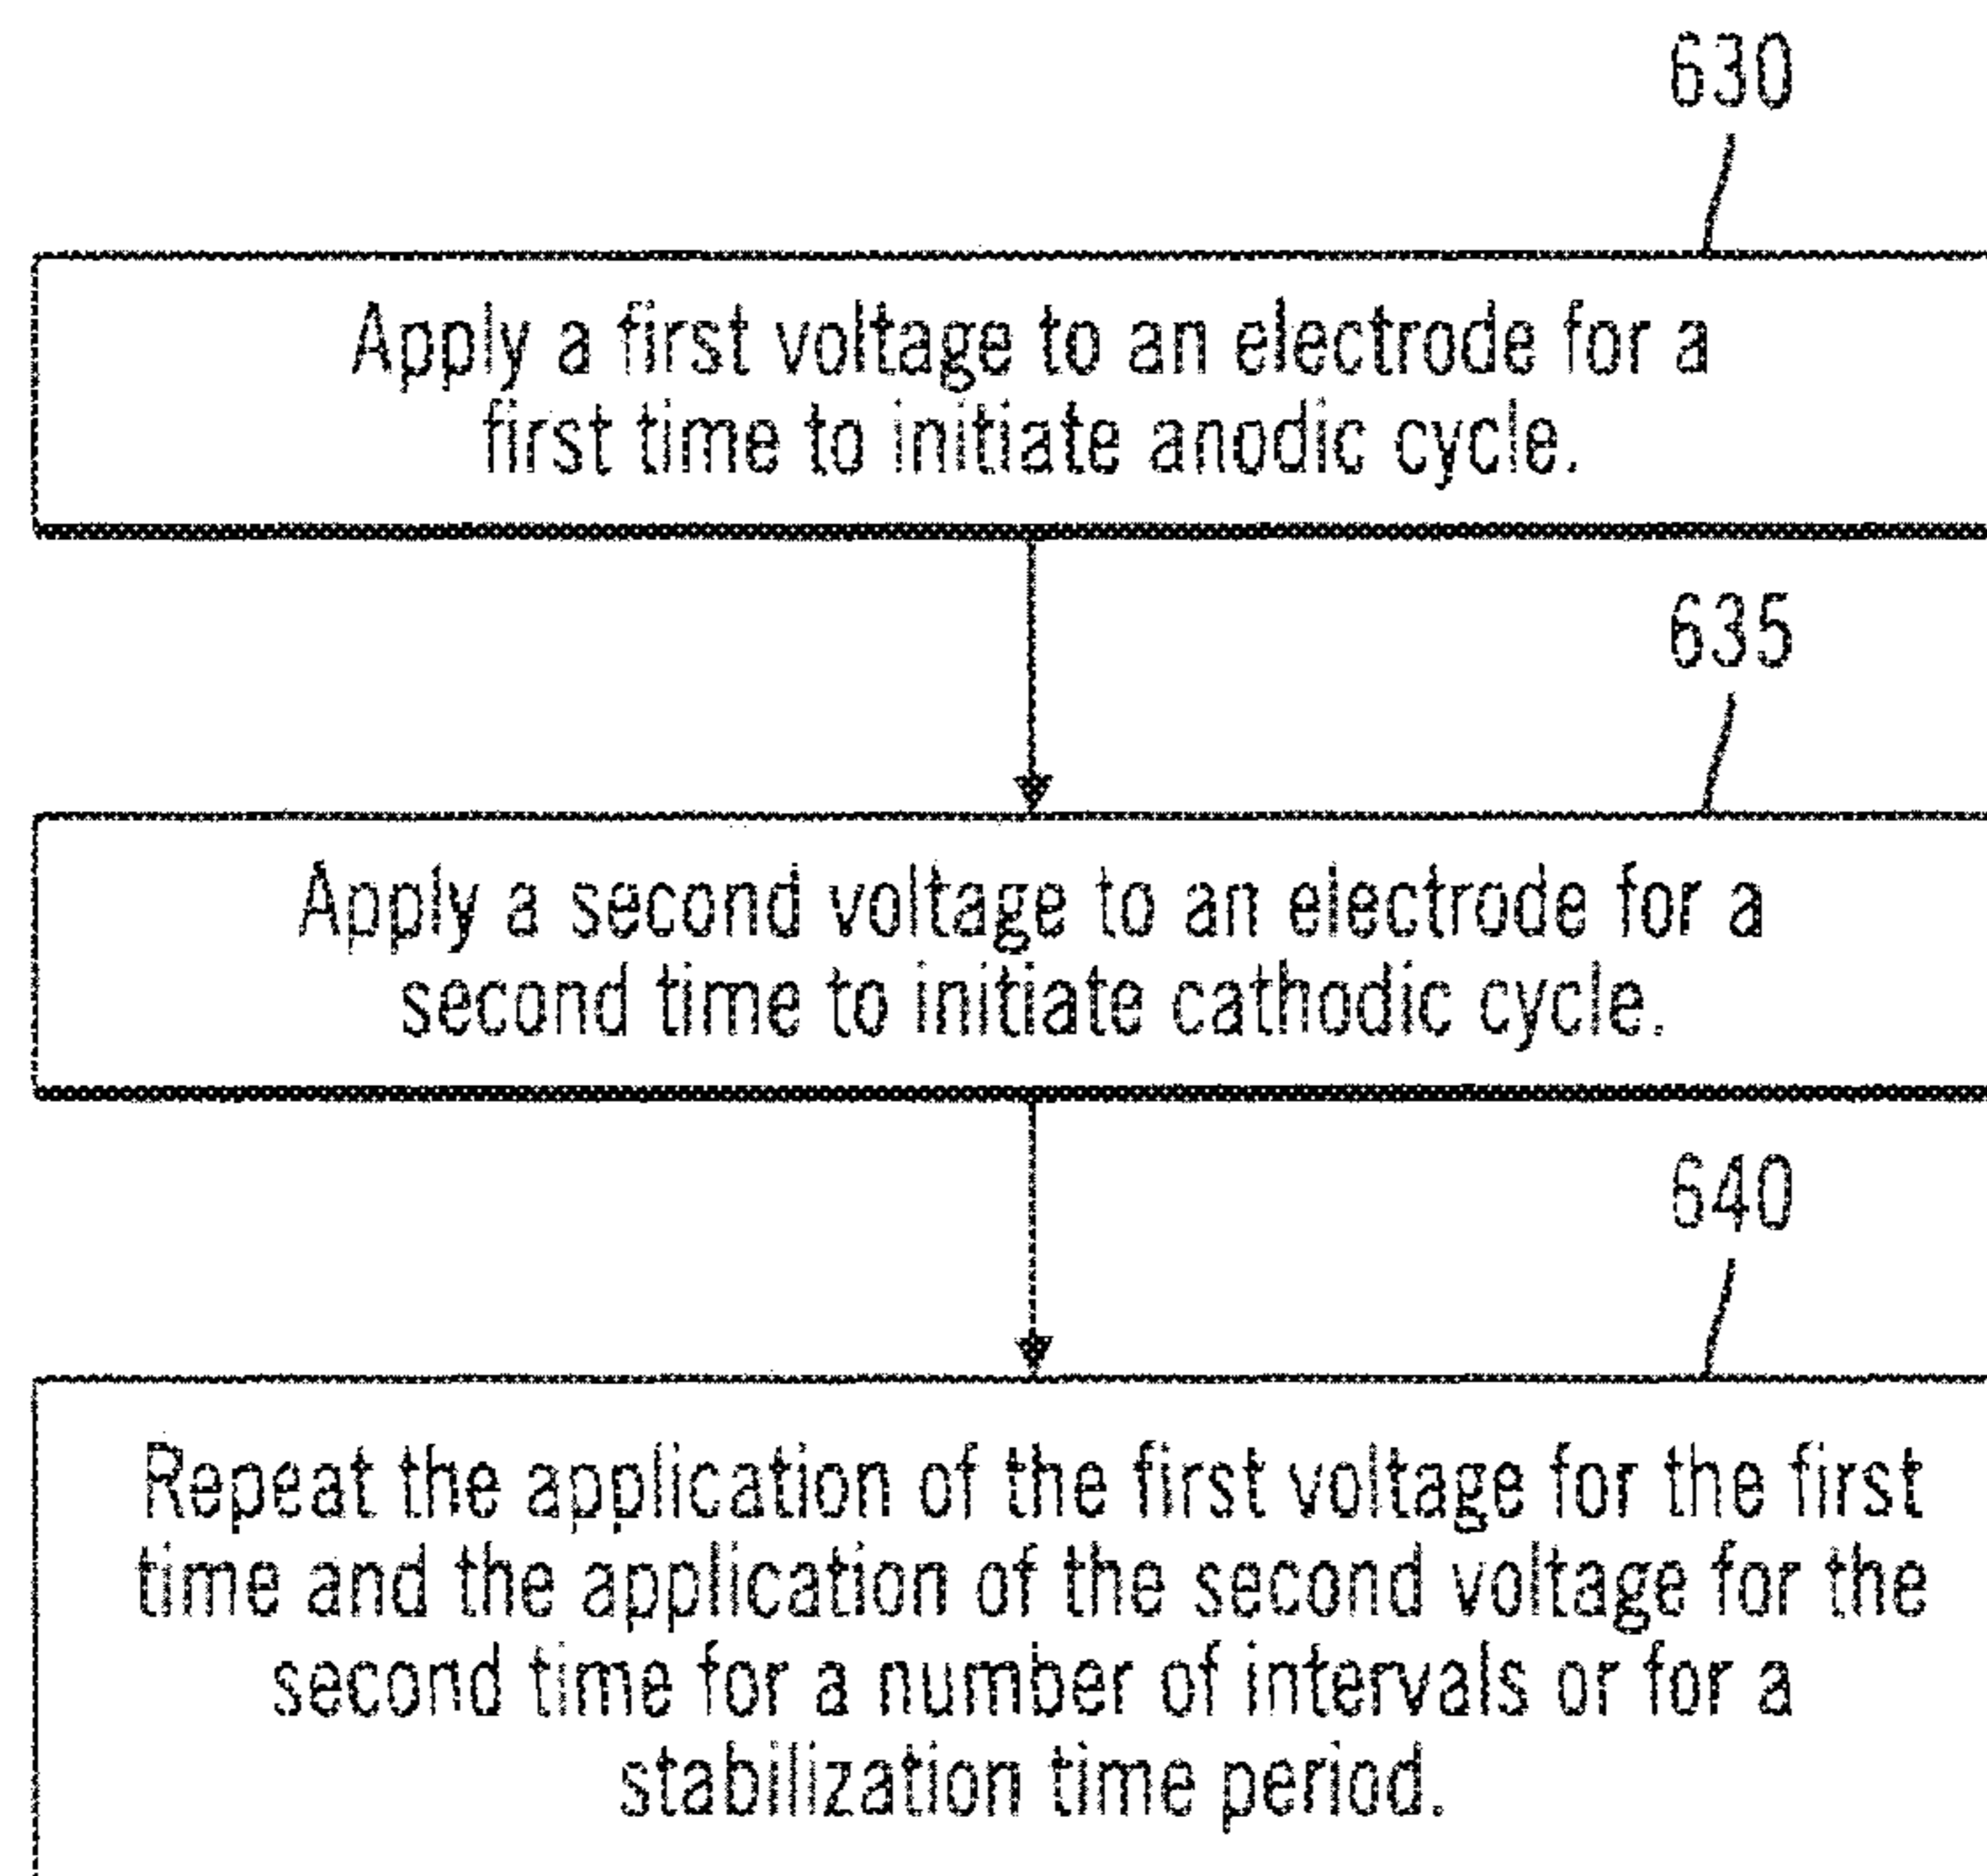 630
Apply a first voltage to an electrode for a
first time to initiate anodic cycle.
635
Apply a second voltage to an electrode for a
second time to initiate cathodic cycle.
640
Repeat the application of the first voltage for the first
time and the application of the second voltage for the
second time for a number of intervals or for a
stabilization time period.